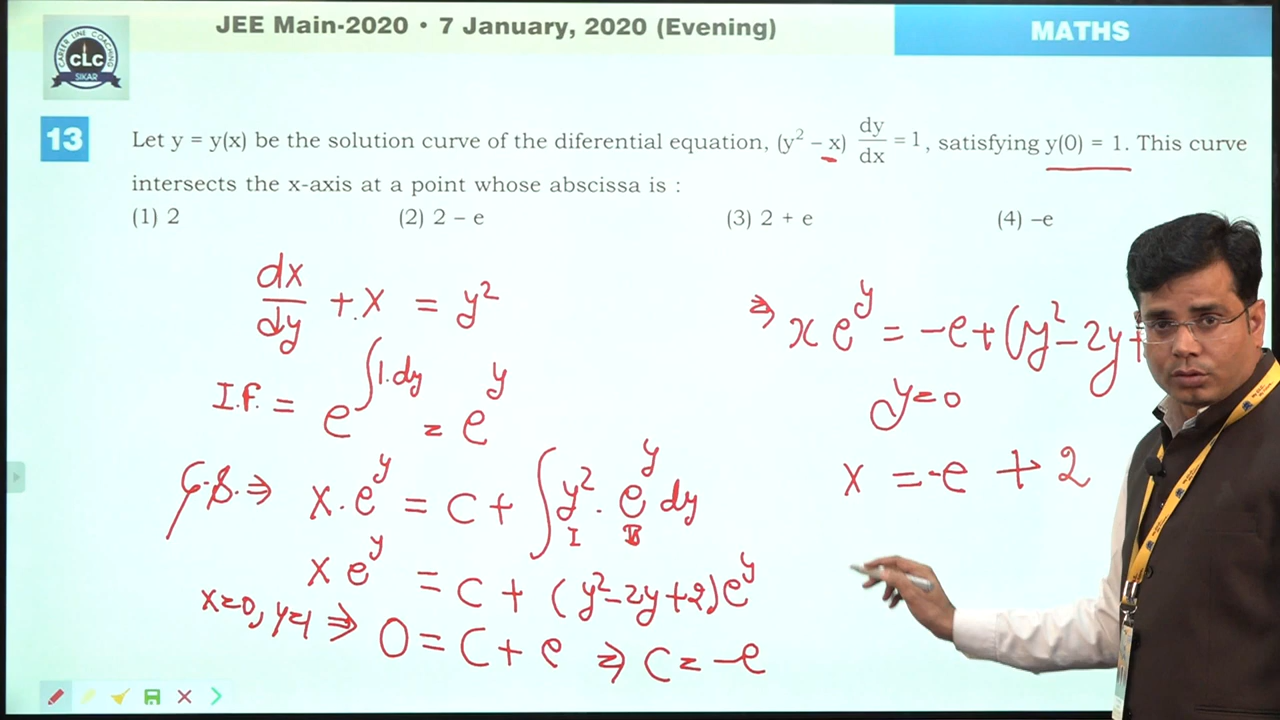 JEE Main-2020 • 7 January, 2020 (Evening)
MATHS
CAREER LINE COACHING
CLC
SIKAR
13
Let y = y(x) be the solution curve of the diferential equation, (y² – x) dy/dx = 1, satisfying y(0) = 1. This curve
intersects the x-axis at a point whose abscissa is :
(1) 2 (2) 2 – e (3) 2 + e (4) –e
dx/dy + x = y²
I.f. = e^∫1.dy = e^y
G.S. ⇒ x.e^y = c + ∫ y² . e^y dy
I II
x e^y = c + (y² - 2y + 2) e^y
x=0, y=1 ⇒ 0 = c + e ⇒ c = -e
⇒ x e^y = -e + (y² - 2y +
y = 0
x = -e + 2